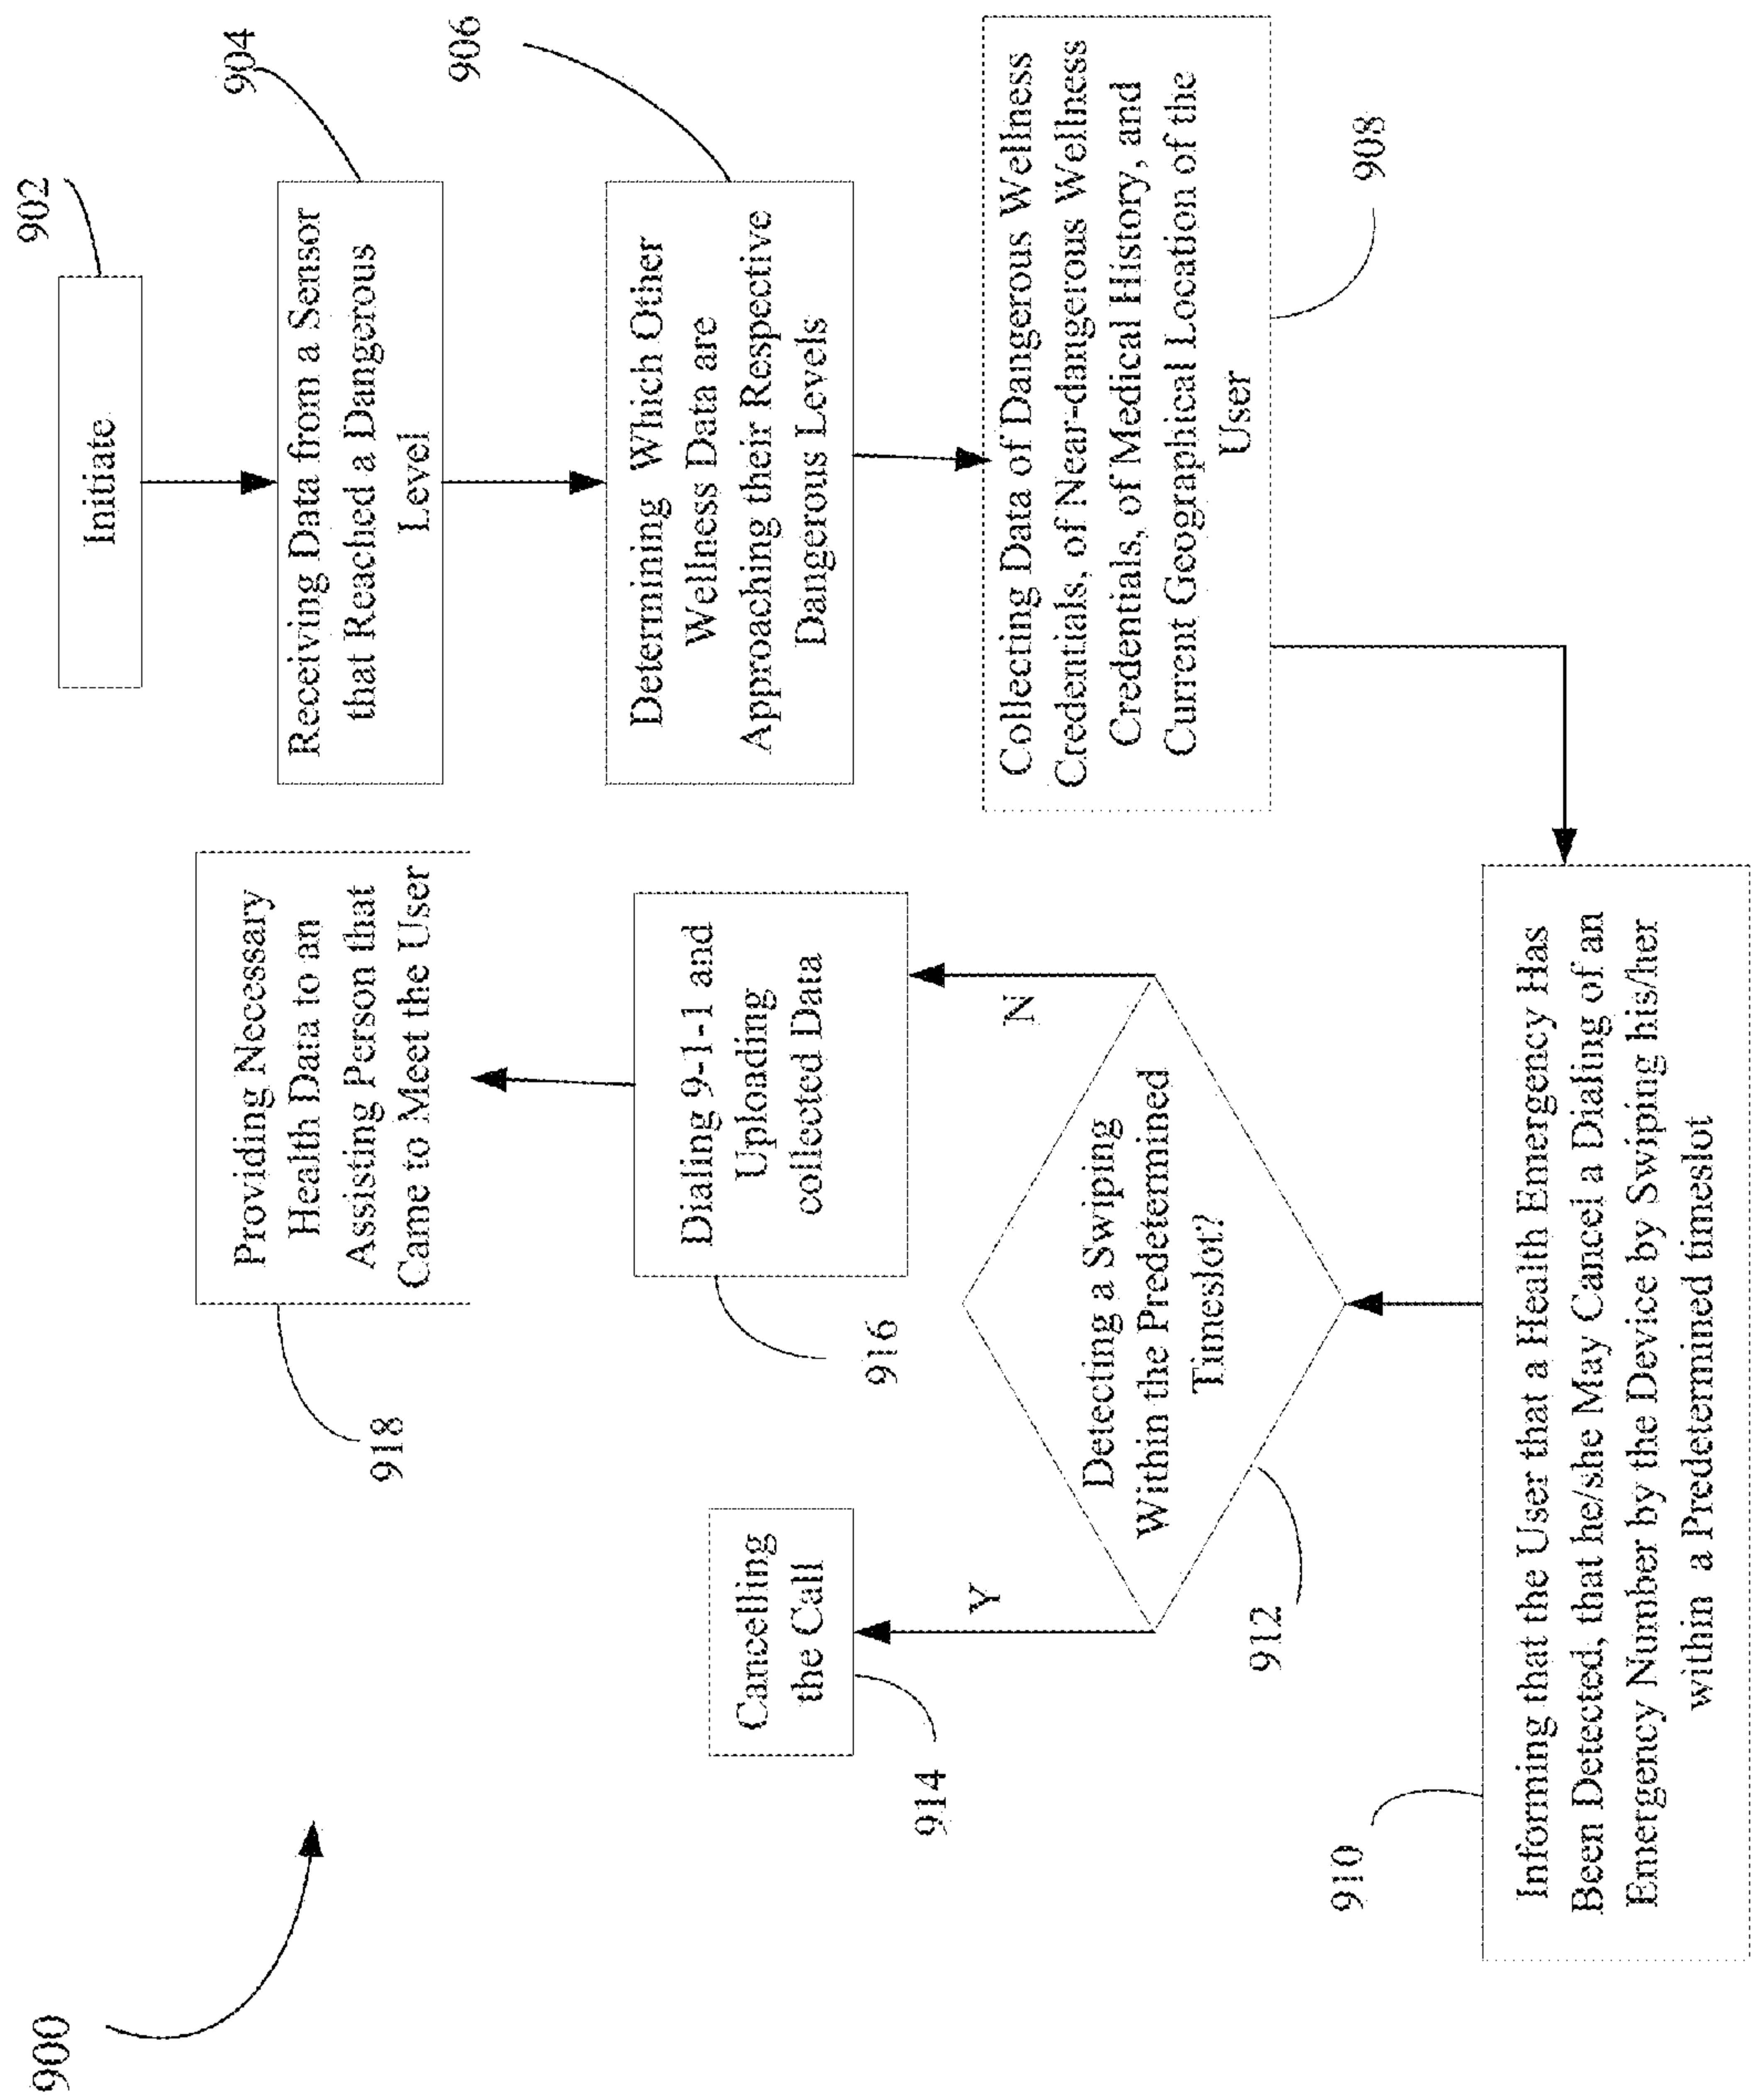 900
902
Initiate
904
Receiving Data from a Sensor
that Reached a Dangerous
Level
906
Determining Which Other
Wellness Data are
Approaching their Respective
Dangerous Levels
908
Collecting Data of Dangerous Wellness
Credentials, of Near-dangerous Wellness
Credentials, of Medical History, and
Current Geographical Location of the
User
910
Informing that the User that a Health Emergency Has
Been Detected, that he/she May Cancel a Dialing of an
Emergency Number by the Device by Swiping his/her
within a Predetermined timeslot
912
Detecting a Swiping
Within the Predetermined
Timeslot?
Y
N
914
Cancelling
the Call
916
Dialing 9-1-1 and
Uploading
collected Data
918
Providing Necessary
Health Data to an
Assisting Person that
Came to Meet the User